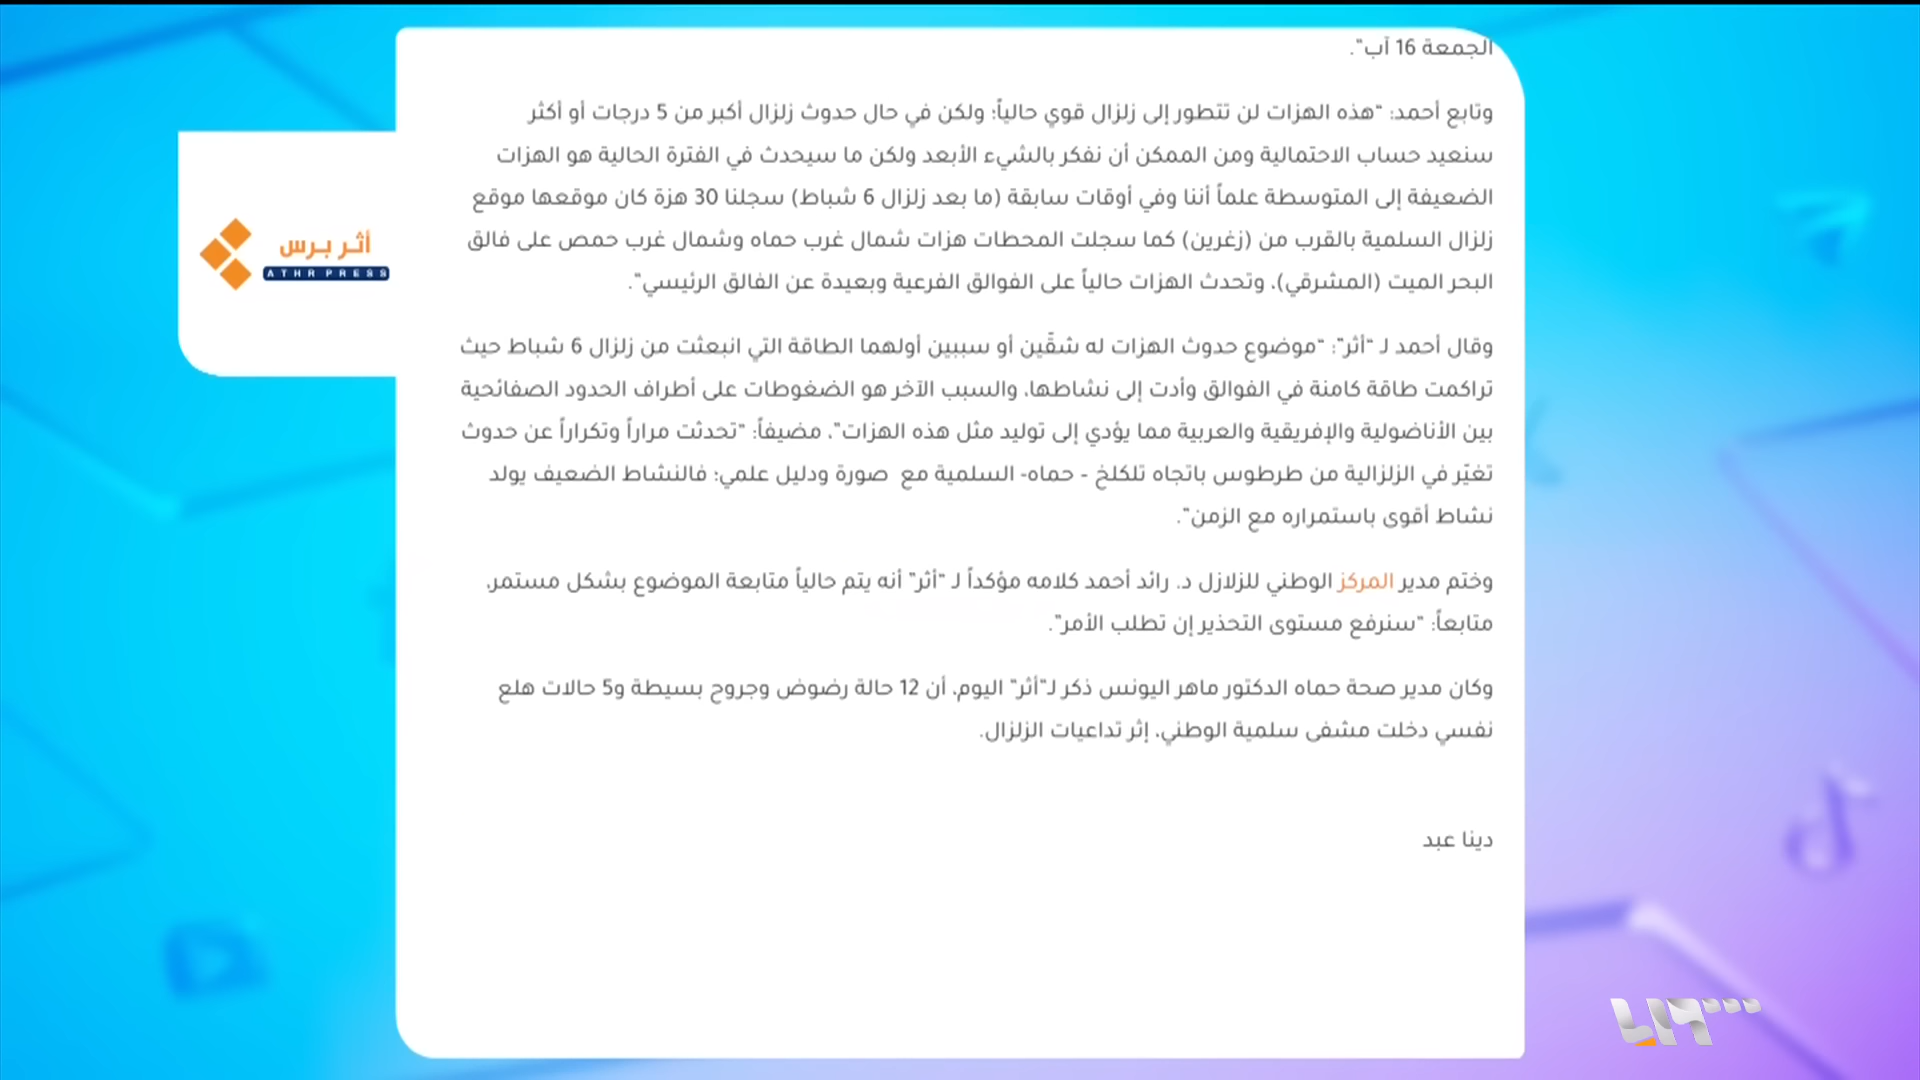 الجمعة 16 آب”.
وتابع أحمد: “هذه الهزات لن تتطور إلى زلزال قوي حالياً؛ ولكن في حال حدوث زلزال أكبر من 5 درجات أو أكثر
سنعيد حساب الاحتمالية ومن الممكن أن نفكر بالشيء الأبعد ولكن ما سيحدث في الفترة الحالية هو الهزات
الضعيفة إلى المتوسطة علماً أننا وفي أوقات سابقة (ما بعد زلزال 6 شباط) سجلنا 30 هزة كان موقعها موقع
زلزال السلمية بالقرب من (زغرين) كما سجلت المحطات هزات شمال غرب حماه وشمال غرب حمص على فالق
البحر الميت (المشرقي)، وتحدث الهزات حالياً على الفوالق الفرعية وبعيدة عن الفالق الرئيسي”.
أثر برس
ATHR PRESS
وقال أحمد لـ “أثر”: “موضوع حدوث الهزات له شقّين أو سببين أولهما الطاقة التي انبعثت من زلزال 6 شباط حيث
تراكمت طاقة كامنة في الفوالق وأدت إلى نشاطها، والسبب الآخر هو الضغوطات على أطراف الحدود الصفائحية
بين الأناضولية والإفريقية والعربية مما يؤدي إلى توليد مثل هذه الهزات”، مضيفاً: “تحدثت مراراً وتكراراً عن حدوث
تغيّر في الزلزالية من طرطوس باتجاه تلكلخ – حماه- السلمية مع صورة ودليل علمي؛ فالنشاط الضعيف يولد
نشاط أقوى باستمراره مع الزمن”.
وختم مدير المركز الوطني للزلازل د. رائد أحمد كلامه مؤكداً لـ “أثر” أنه يتم حالياً متابعة الموضوع بشكل مستمر،
متابعاً: “سنرفع مستوى التحذير إن تطلب الأمر”.
وكان مدير صحة حماه الدكتور ماهر اليونس ذكر لـ“أثر” اليوم، أن 12 حالة رضوض وجروح بسيطة و5 حالات هلع
نفسي دخلت مشفى سلمية الوطني، إثر تداعيات الزلزال.
دينا عبد